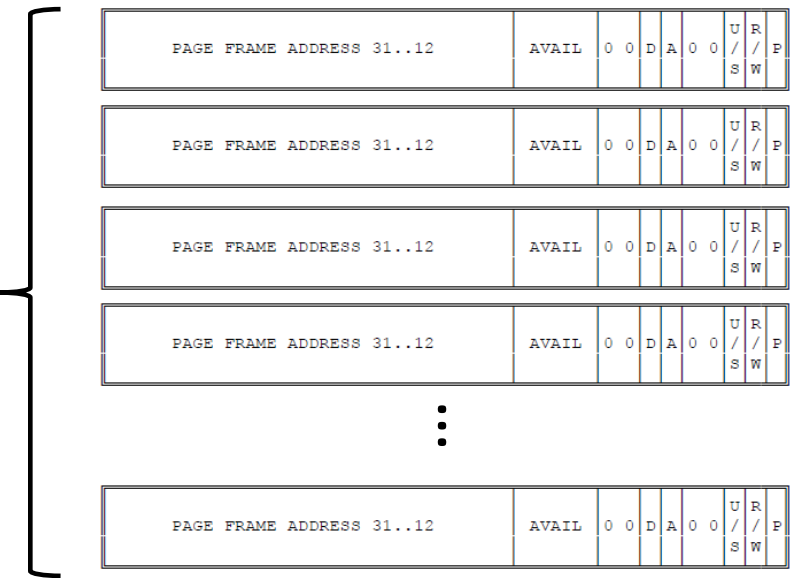 U R
PAGE FRAME ADDRESS 31..12 AVAIL 0 0 D A 0 0 / / P
S W
U R
PAGE FRAME ADDRESS 31..12 AVAIL 0 0 D A 0 0 / / P
S W
U R
PAGE FRAME ADDRESS 31..12 AVAIL 0 0 D A 0 0 / / P
S W
U R
PAGE FRAME ADDRESS 31..12 AVAIL 0 0 D A 0 0 / / P
S W
U R
PAGE FRAME ADDRESS 31..12 AVAIL 0 0 D A 0 0 / / P
S W